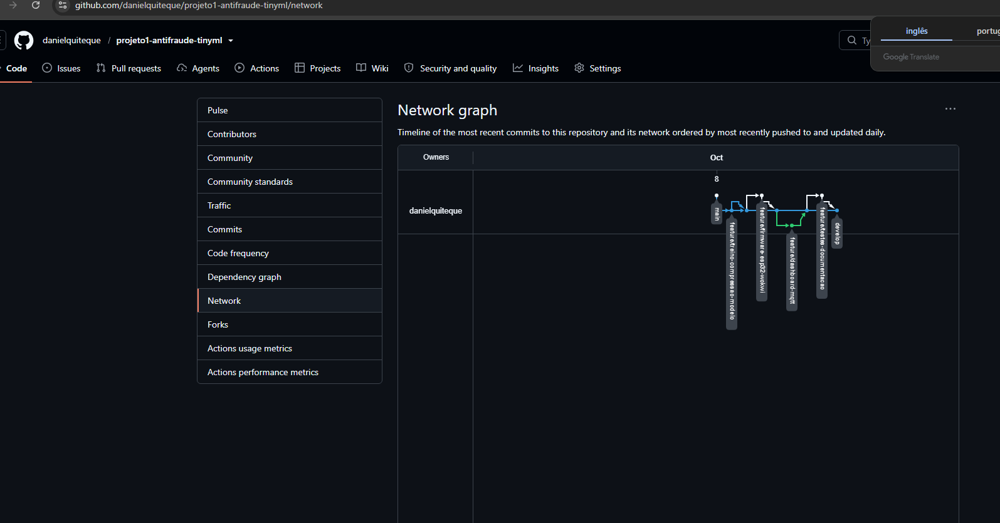 github.com/danielquiteque/projeto1-antifraude-tinyml/network
inglês
portug
Google Translate
danielquiteque / projeto1-antifraude-tinyml
Ty
Code
Issues
Pull requests
Agents
Actions
Projects
Wiki
Security and quality
Insights
Settings
Pulse
Contributors
Community
Community standards
Traffic
Commits
Code frequency
Dependency graph
Network
Forks
Actions usage metrics
Actions performance metrics
Network graph
Timeline of the most recent commits to this repository and its network ordered by most recently pushed to and updated daily.
Owners
Oct
8
danielquiteque
main
feature/treino-compressao-modelo
feature/firmware-esp32-wokwi
feature/dashboard-mqtt
feature/testes-documentacao
develop